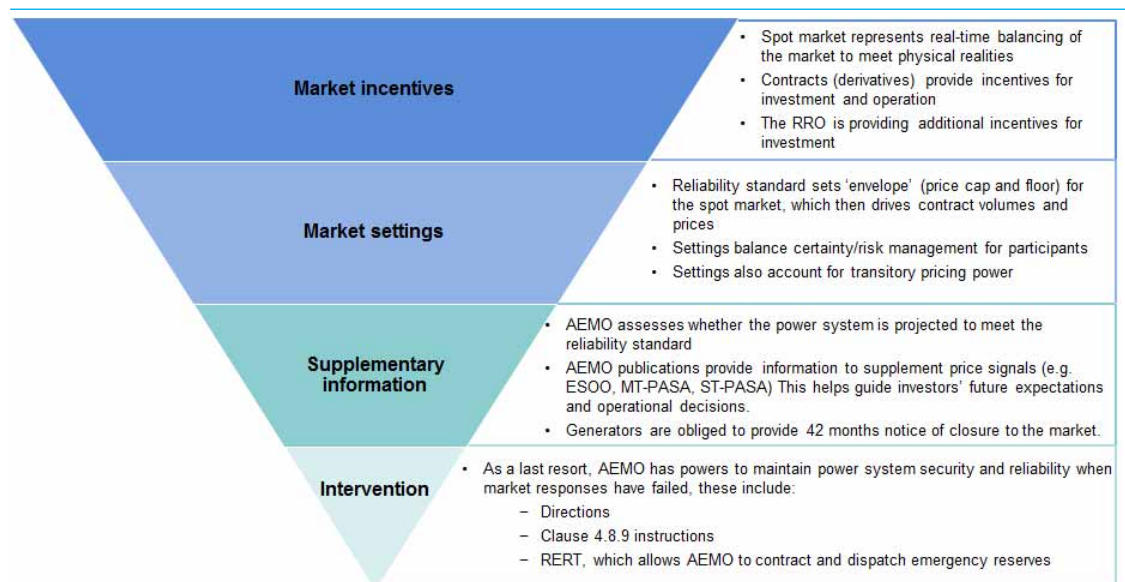 Market incentives
• Spot market represents real-time balancing of
the market to meet physical realities
• Contracts (derivatives) provide incentives for
investment and operation
• The RRO is providing additional incentives for
investment
Market settings
• Reliability standard sets ‘envelope’ (price cap and floor) for
the spot market, which then drives contract volumes and
prices
• Settings balance certainty/risk management for participants
• Settings also account for transitory pricing power
Supplementary
information
• AEMO assesses whether the power system is projected to meet the
reliability standard
• AEMO publications provide information to supplement price signals (e.g.
ESOO, MT-PASA, ST-PASA) This helps guide investors’ future expectations
and operational decisions.
• Generators are obliged to provide 42 months notice of closure to the market.
Intervention
• As a last resort, AEMO has powers to maintain power system security and reliability when
market responses have failed, these include:
– Directions
– Clause 4.8.9 instructions
– RERT, which allows AEMO to contract and dispatch emergency reserves